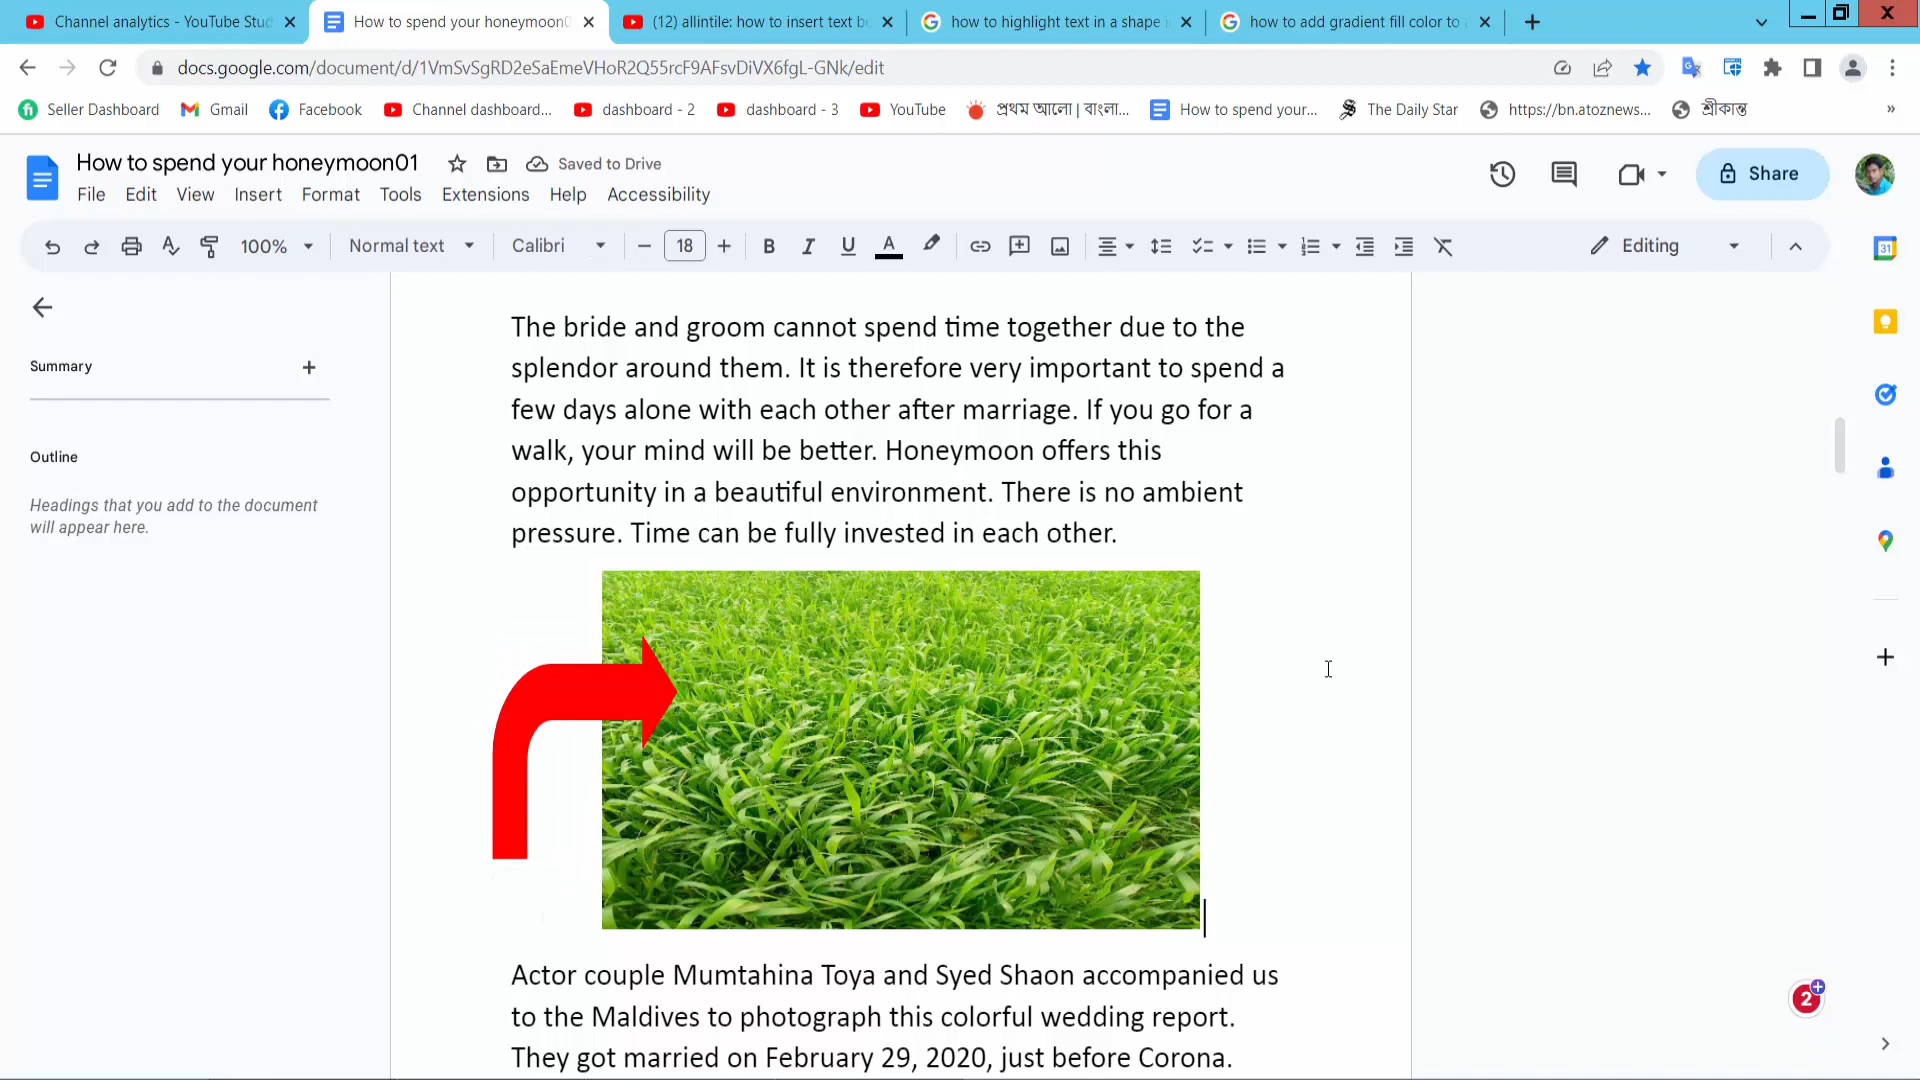 Channel analytics - YouTube Stud
How to spend your honeymoon0
(12) allintile: how to insert text be
how to highlight text in a shape i
how to add gradient fill color to
docs.google.com/document/d/1VmSvSgRD2eSaEmeVHoR2Q55rcF9AFsvDiVX6fgL-GNk/edit
Seller Dashboard
Gmail
Facebook
Channel dashboard...
dashboard - 2
dashboard - 3
YouTube
প্রথম আলো | বাংলা...
How to spend your...
The Daily Star
https://bn.atoznews...
শ্রীকান্ত
»
How to spend your honeymoon01
Saved to Drive
File Edit View Insert Format Tools Extensions Help Accessibility
Share
100%
Normal text
Calibri
18
B I U A
Editing
31
Summary
Outline
Headings that you add to the document
will appear here.
The bride and groom cannot spend time together due to the
splendor around them. It is therefore very important to spend a
few days alone with each other after marriage. If you go for a
walk, your mind will be better. Honeymoon offers this
opportunity in a beautiful environment. There is no ambient
pressure. Time can be fully invested in each other.
Actor couple Mumtahina Toya and Syed Shaon accompanied us
to the Maldives to photograph this colorful wedding report.
They got married on February 29, 2020, just before Corona.
2